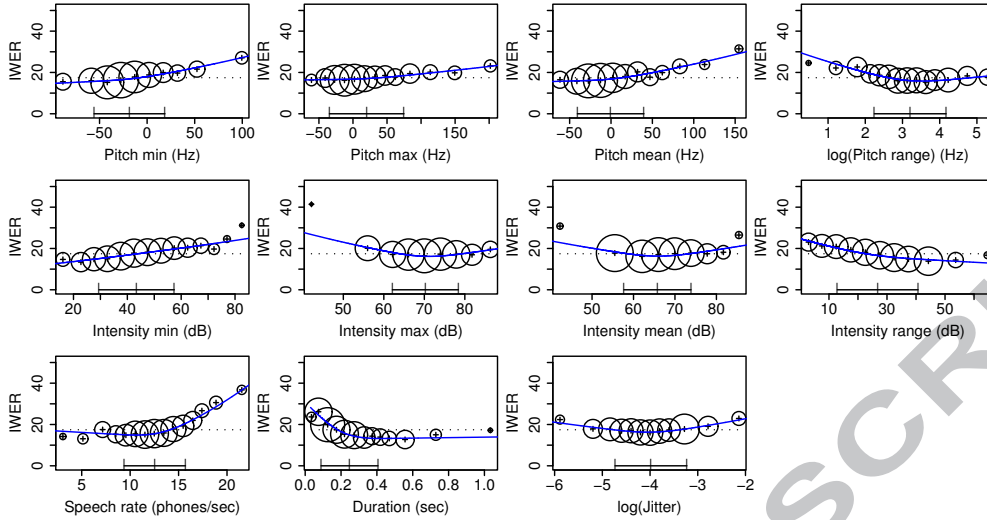 IWER 0 20 40
−50 0 50 100
Pitch min (Hz)
IWER 0 20 40
−50 0 50 150
Pitch max (Hz)
IWER 0 20 40
−50 0 50 100 150
Pitch mean (Hz)
IWER 0 20 40
1 2 3 4 5
log(Pitch range) (Hz)
IWER 0 20 40
20 30 40 50 60 70 80
Intensity min (dB)
IWER 0 20 40
50 60 70 80
Intensity max (dB)
IWER 0 20 40
50 60 70 80
Intensity mean (dB)
IWER 0 20 40
10 30 50
Intensity range (dB)
IWER 0 20 40
5 10 15 20
Speech rate (phones/sec)
IWER 0 20 40
0.0 0.2 0.4 0.6 0.8 1.0
Duration (sec)
IWER 0 20 40
−6 −5 −4 −3 −2
log(Jitter)
SCR